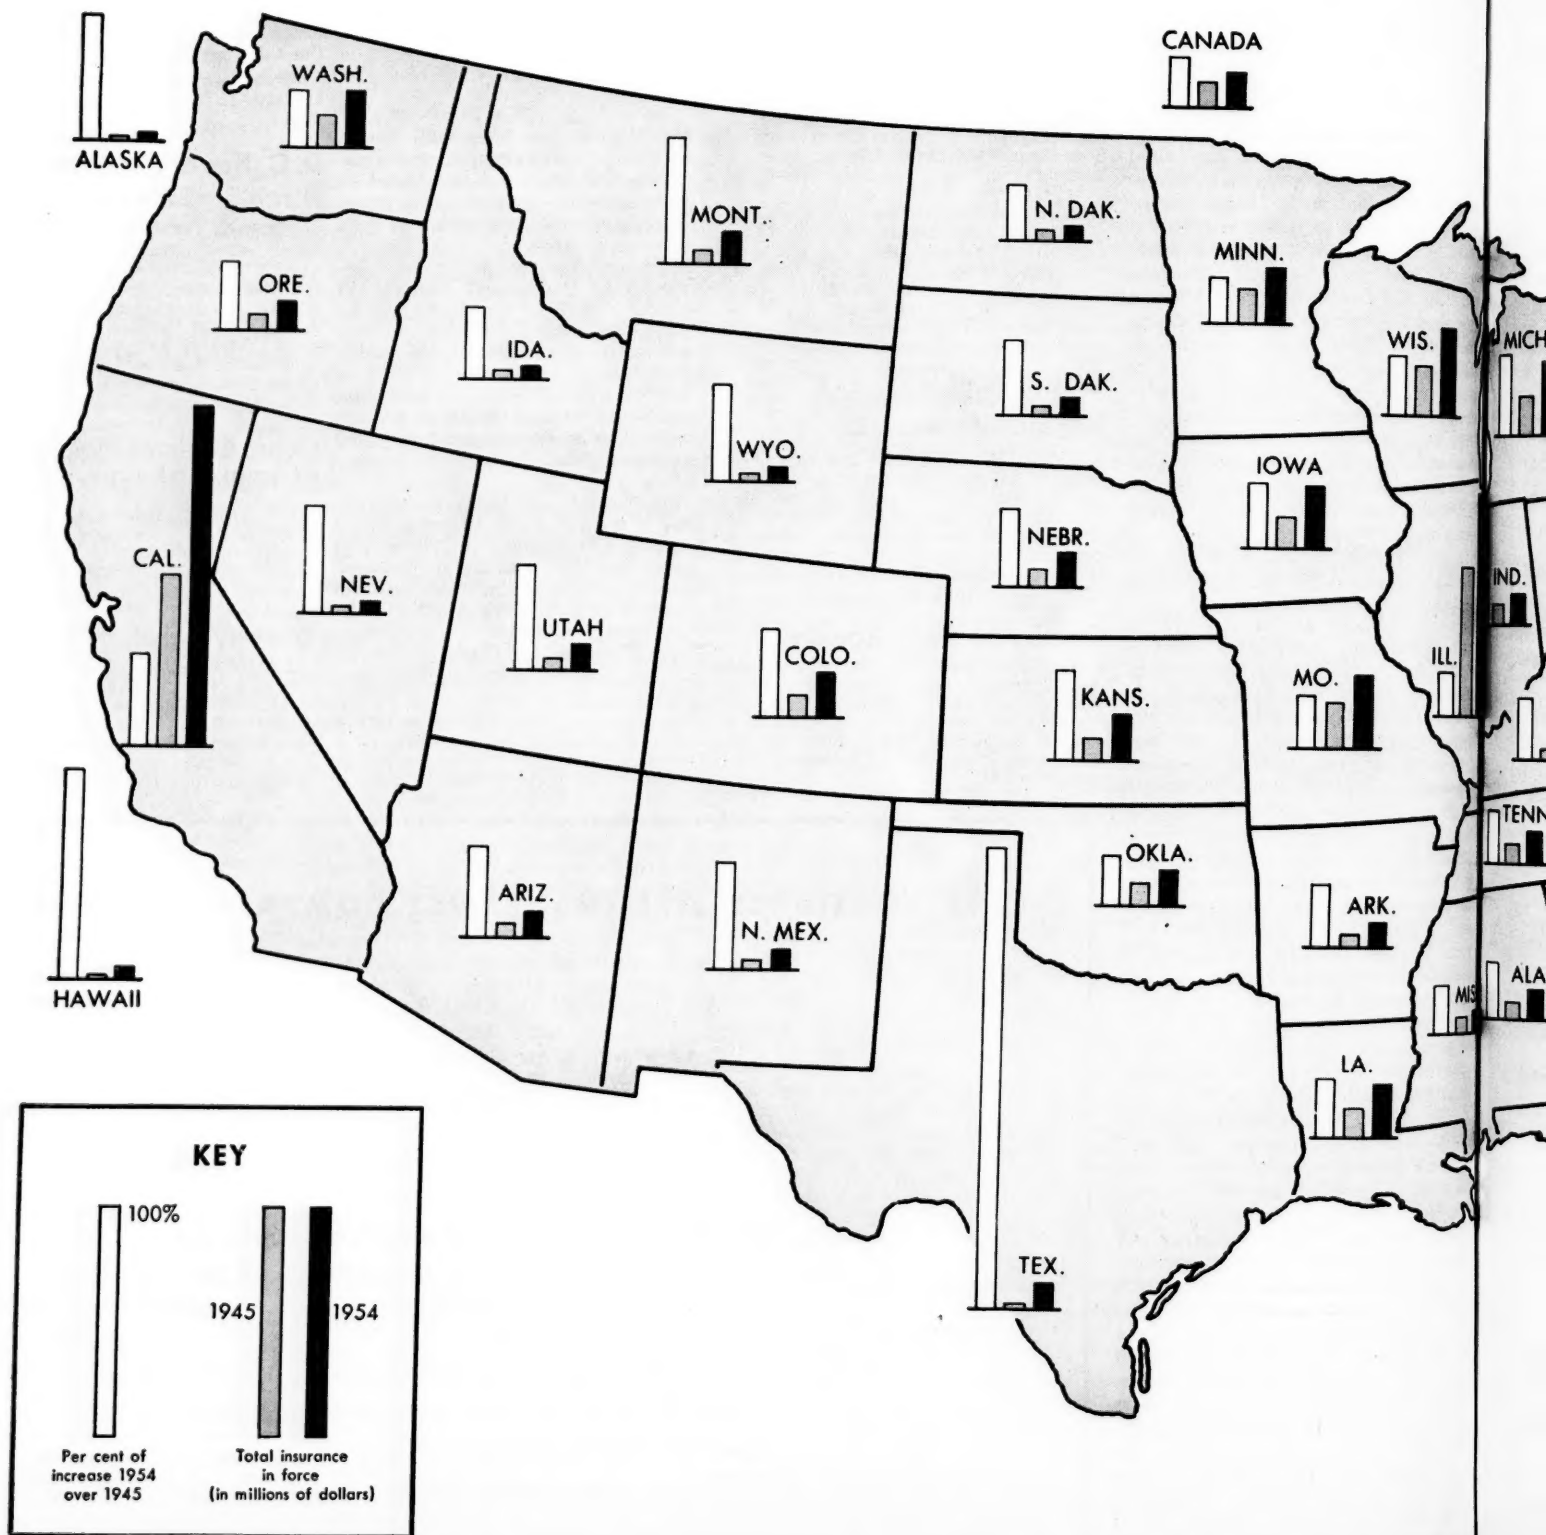 CANADA
WASH.
ALASKA
MONT.
N. DAK.
MINN.
ORE.
IDA.
WIS.
MICH
S. DAK.
WYO.
IOWA
CAL.
NEBR.
NEV.
IND.
UTAH
COLO.
ILL.
MO.
KANS.
TENN
OKLA.
ARIZ.
ARK.
N. MEX.
HAWAII
ALA
MIS
LA.
TEX.
KEY
100%
1945
1954
Per cent of
increase 1954
over 1945
Total insurance
in force
(in millions of dollars)